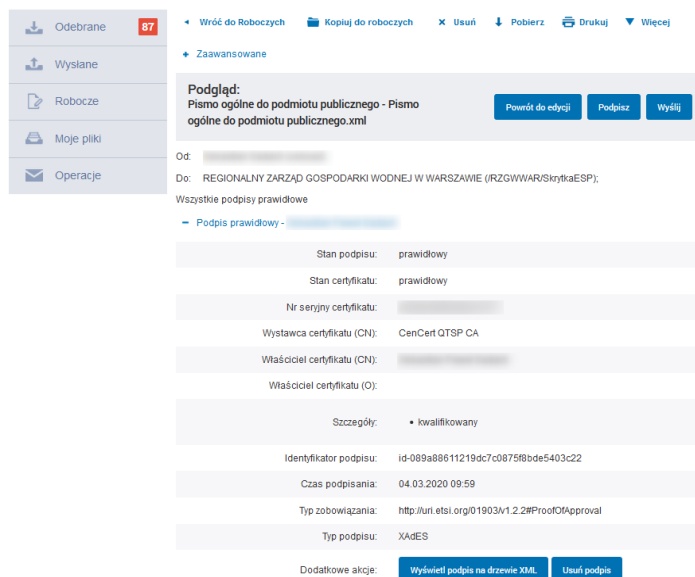 Odebrane 87
Wysłane
Robocze
Moje pliki
Operacje
Wróć do Roboczych Kopiuj do roboczych Usuń Pobierz Drukuj Więcej
Zaawansowane
Podgląd:
Pismo ogólne do podmiotu publicznego - Pismo
ogólne do podmiotu publicznego.xml
Powrót do edycji Podpisz Wyślij
Od:
Do: REGIONALNY ZARZĄD GOSPODARKI WODNEJ W WARSZAWIE (/RZGWWAR/SkrytkaESP);
Wszystkie podpisy prawidłowe
Podpis prawidłowy -
Stan podpisu: prawidłowy
Stan certyfikatu: prawidłowy
Nr seryjny certyfikatu:
Wystawca certyfikatu (CN): CenCert QTSP CA
Właściciel certyfikatu (CN):
Właściciel certyfikatu (O):
Szczegóły: • kwalifikowany
Identyfikator podpisu: id-089a88611219dc7c0875f8bde5403c22
Czas podpisania: 04.03.2020 09:59
Typ zobowiązania: http://uri.etsi.org/01903/v1.2.2#ProofOfApproval
Typ podpisu: XAdES
Dodatkowe akcje: Wyświetl podpis na drzewie XML Usuń podpis